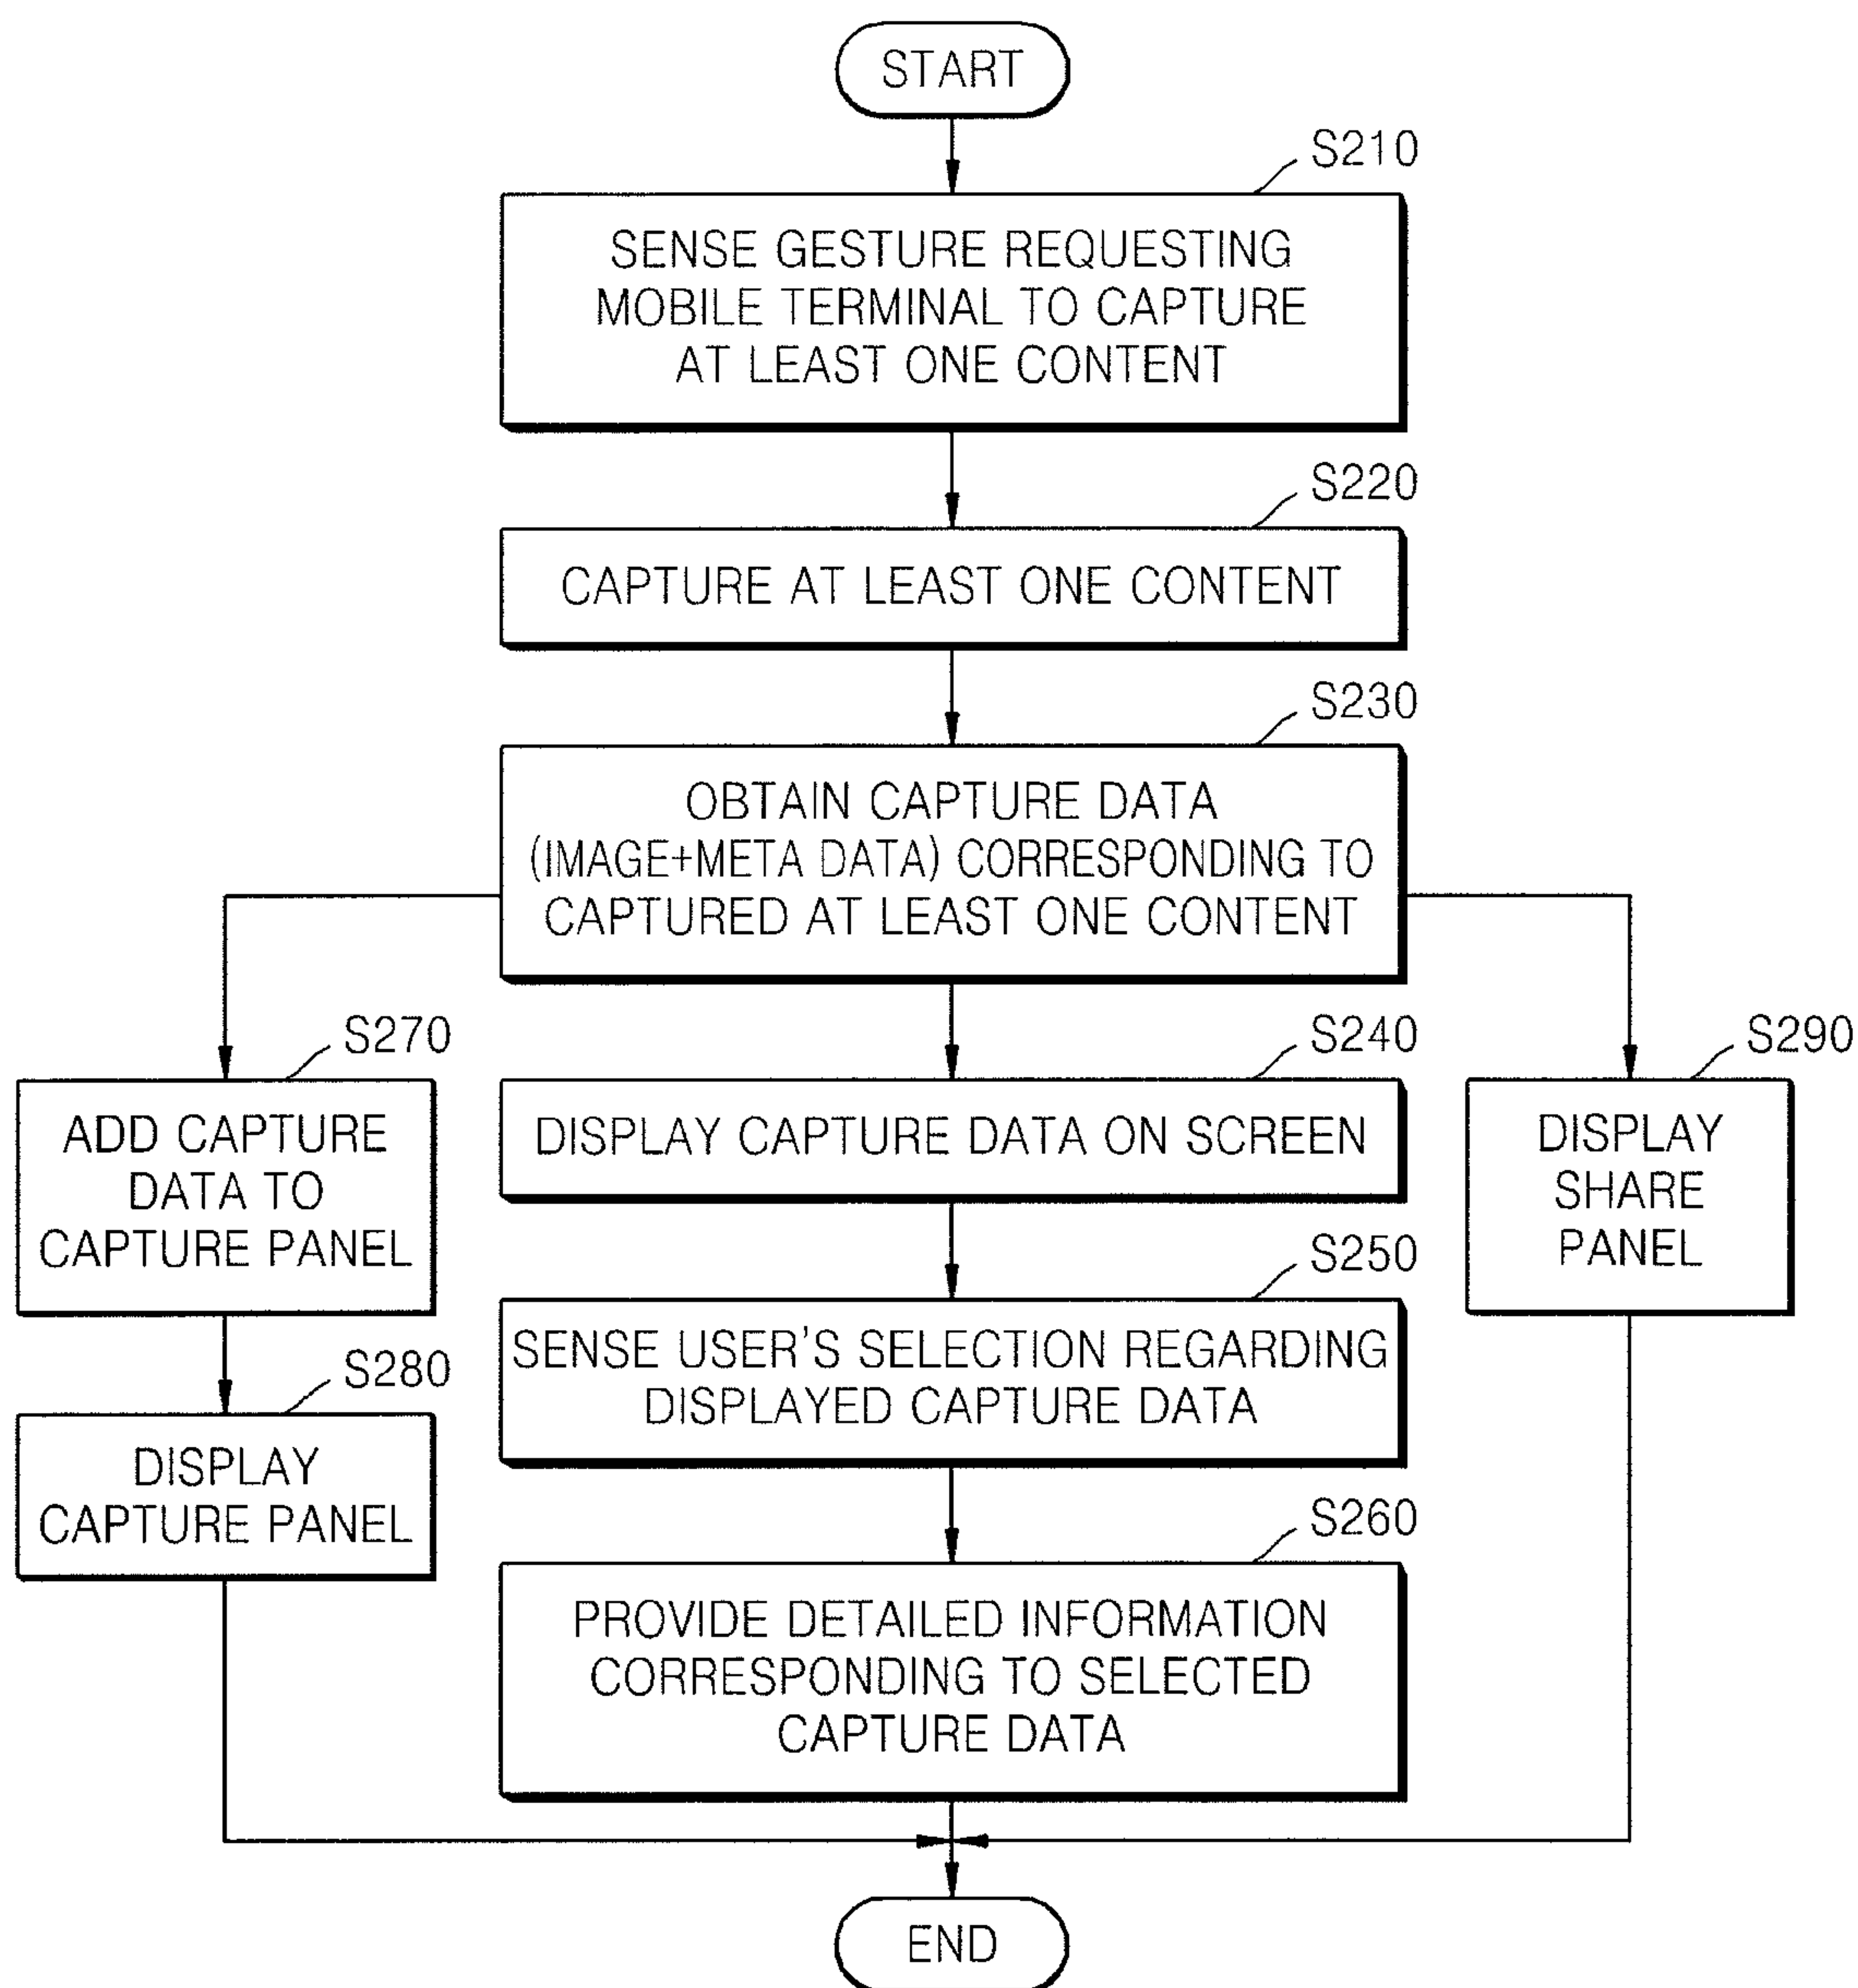 START
S210
SENSE GESTURE REQUESTING
MOBILE TERMINAL TO CAPTURE
AT LEAST ONE CONTENT
S220
CAPTURE AT LEAST ONE CONTENT
S230
OBTAIN CAPTURE DATA
(IMAGE+META DATA) CORRESPONDING TO
CAPTURED AT LEAST ONE CONTENT
S270
ADD CAPTURE
DATA TO
CAPTURE PANEL
S280
DISPLAY
CAPTURE PANEL
S240
DISPLAY CAPTURE DATA ON SCREEN
S250
SENSE USER'S SELECTION REGARDING
DISPLAYED CAPTURE DATA
S260
PROVIDE DETAILED INFORMATION
CORRESPONDING TO SELECTED
CAPTURE DATA
S290
DISPLAY
SHARE
PANEL
END